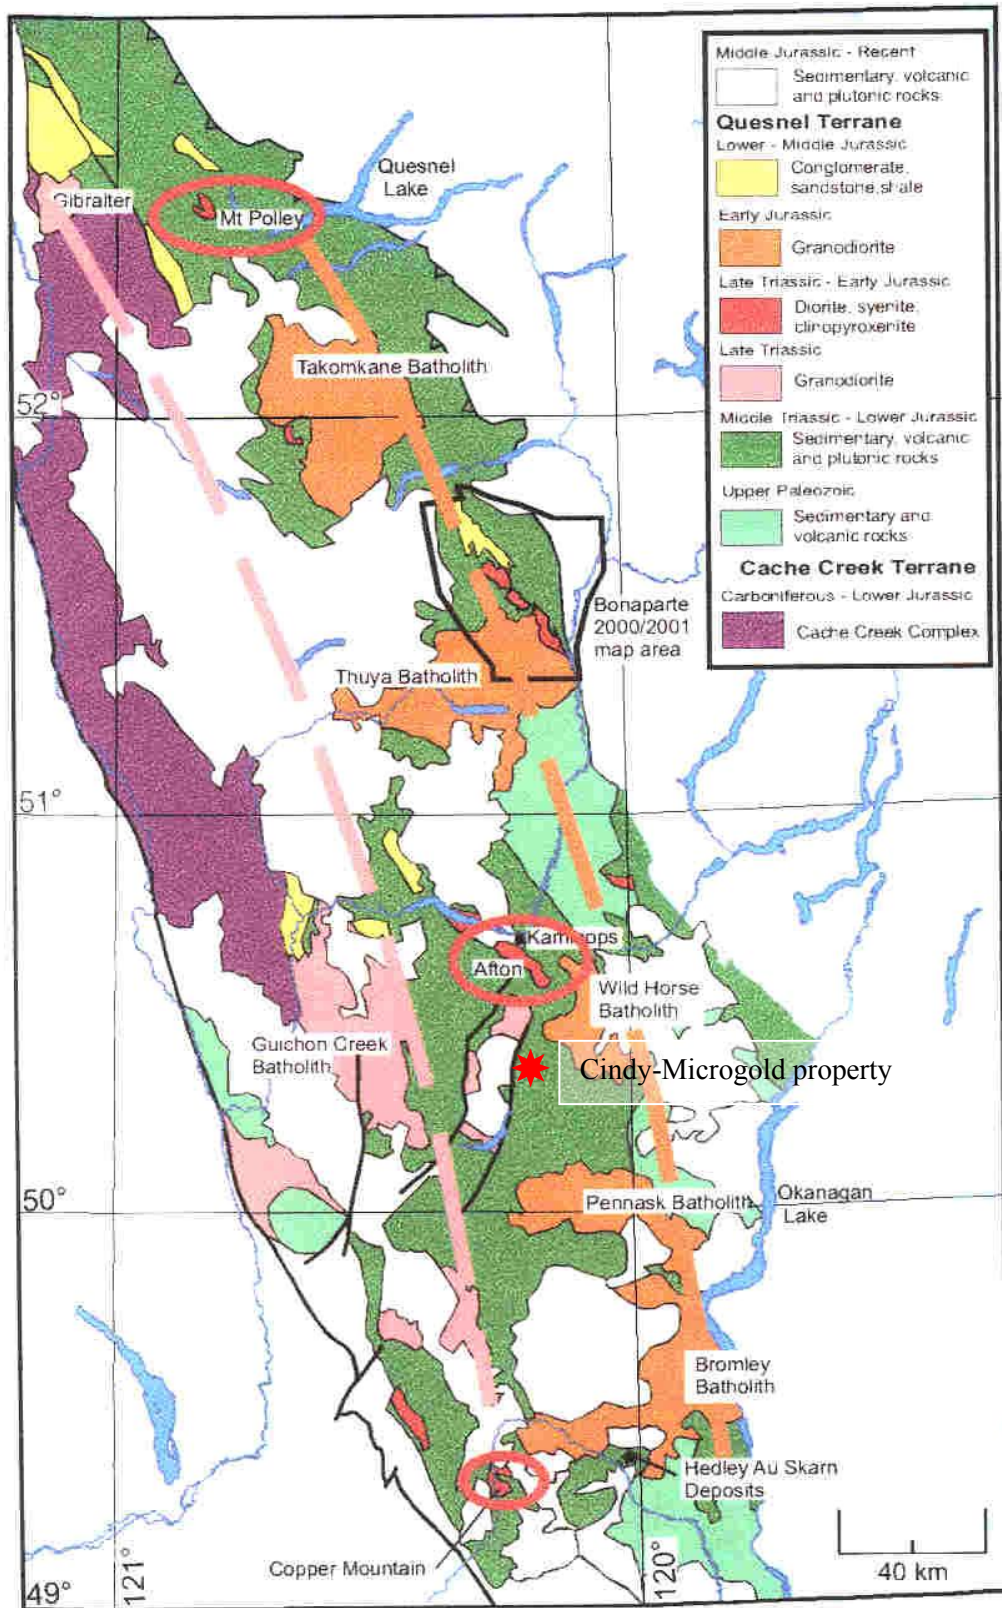 Middle Jurassic - Recent
Sedimentary, volcanic
and plutonic rocks
Quesnel Terrane
Lower - Middle Jurassic
Conglomerate,
sandstone,shale
Early Jurassic
Granodiorite
Late Triassic - Early Jurassic
Diorite, syenite,
clinopyroxenite
Late Triassic
Granodiorite
Middle Triassic - Lower Jurassic
Sedimentary, volcanic
and plutonic rocks
Upper Paleozoic
Sedimentary and
volcanic rocks
Cache Creek Terrane
Carboniferous - Lower Jurassic
Cache Creek Complex
Quesnel
Lake
Gibralter
Mt Polley
Takomkane Batholith
52°
Bonaparte
2000/2001
map area
Thuya Batholith
51°
Kamloops
Afton
Wild Horse
Batholith
Guichon Creek
Batholith
Cindy-Microgold property
50°
Pennask Batholith
Okanagan
Lake
Bromley
Batholith
Hedley Au Skarn
Deposits
Copper Mountain
49°
121°
120°
40 km